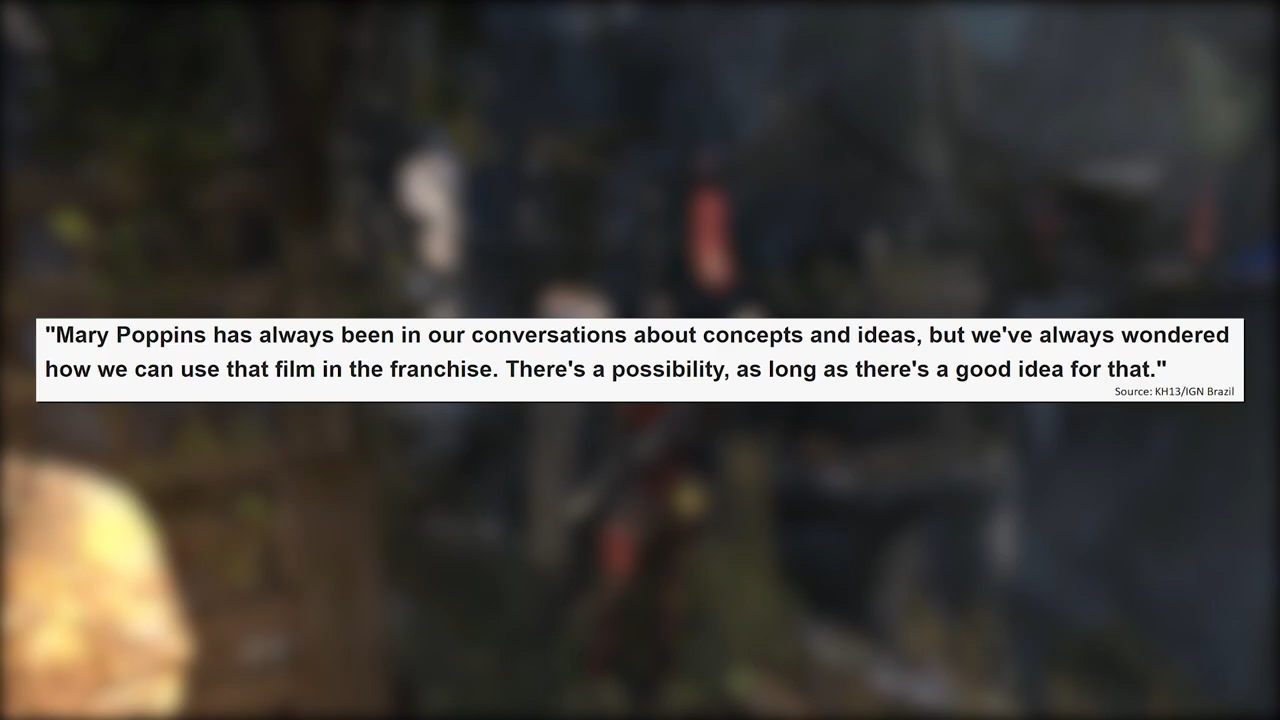 "Mary Poppins has always been in our conversations about concepts and ideas, but we've always wondered
how we can use that film in the franchise. There's a possibility, as long as there's a good idea for that."
Source: KH13/IGN Brazil